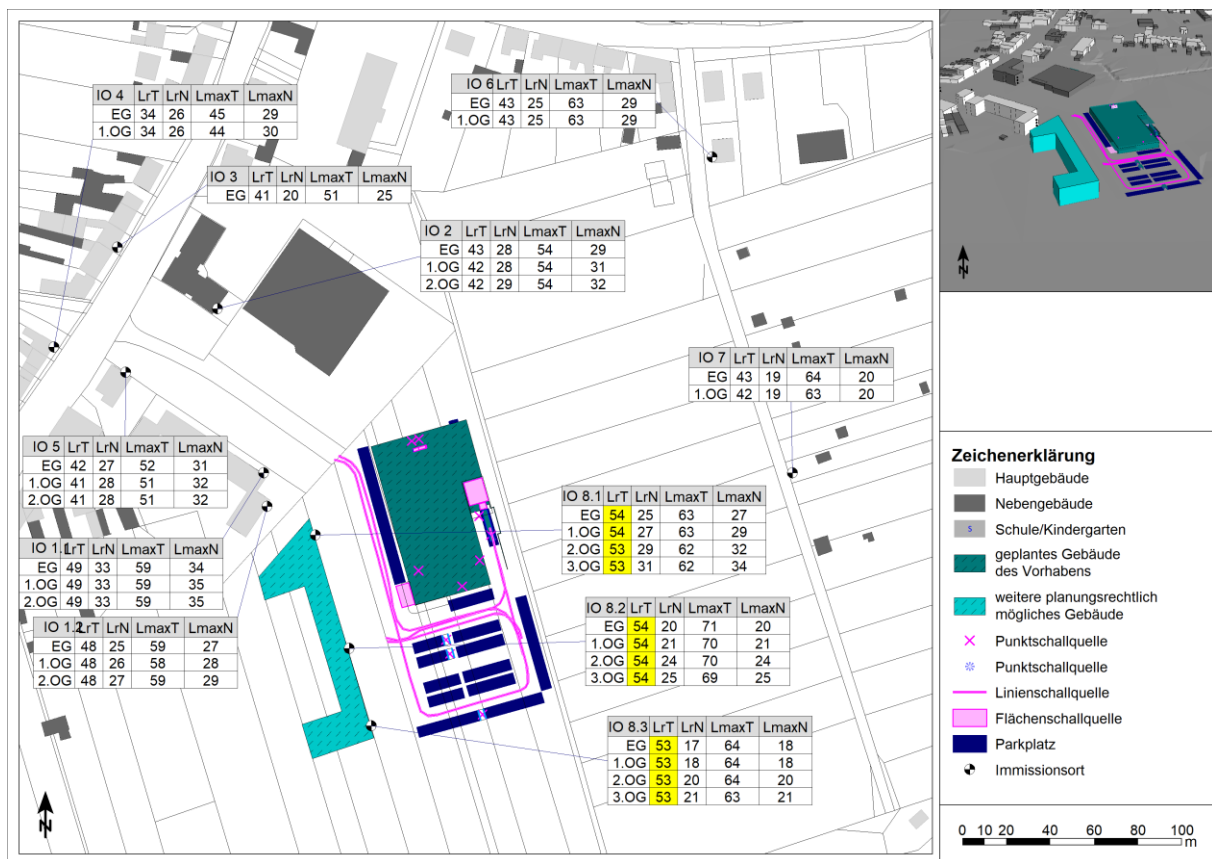 IO 4 LrT LrN LmaxT LmaxN
EG 34 26 45 29
1.OG 34 26 44 30
IO 6 LrT LrN LmaxT LmaxN
EG 43 25 63 29
1.OG 43 25 63 29
IO 3 LrT LrN LmaxT LmaxN
EG 41 20 51 25
IO 2 LrT LrN LmaxT LmaxN
EG 43 28 54 29
1.OG 42 28 54 31
2.OG 42 29 54 32
IO 7 LrT LrN LmaxT LmaxN
EG 43 19 64 20
1.OG 42 19 63 20
IO 5 LrT LrN LmaxT LmaxN
EG 42 27 52 31
1.OG 41 28 51 32
2.OG 41 28 51 32
IO 8.1 LrT LrN LmaxT LmaxN
EG 54 25 63 27
1.OG 54 27 63 29
2.OG 53 29 62 32
3.OG 53 31 62 34
IO 1.1 LrT LrN LmaxT LmaxN
EG 49 33 59 34
1.OG 49 33 59 35
2.OG 49 33 59 35
IO 8.2 LrT LrN LmaxT LmaxN
EG 54 20 71 20
1.OG 54 21 70 21
2.OG 54 24 70 24
3.OG 54 25 69 25
IO 1.2 LrT LrN LmaxT LmaxN
EG 48 25 59 27
1.OG 48 26 58 28
2.OG 48 27 59 29
IO 8.3 LrT LrN LmaxT LmaxN
EG 53 17 64 18
1.OG 53 18 64 18
2.OG 53 20 64 20
3.OG 53 21 63 21
N
N
Zeichenerklärung
Hauptgebäude
Nebengebäude
S Schule/Kindergarten
geplantes Gebäude
des Vorhabens
weitere planungsrechtlich
mögliches Gebäude
Punktschallquelle
Punktschallquelle
Linienschallquelle
Flächenschallquelle
Parkplatz
Immissionsort
0 10 20 40 60 80 100
m